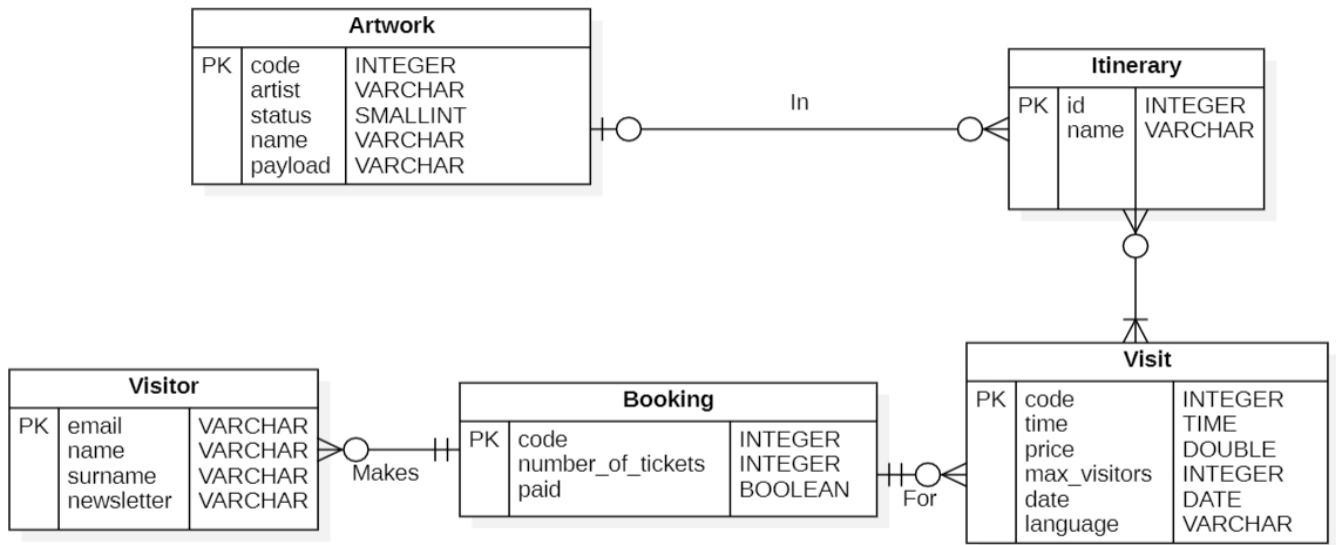 Artwork
PK code INTEGER
artist VARCHAR
status SMALLINT
name VARCHAR
payload VARCHAR
In
Itinerary
PK id INTEGER
name VARCHAR
Visitor
PK email VARCHAR
name VARCHAR
surname VARCHAR
newsletter VARCHAR
Makes
Booking
PK code INTEGER
number_of_tickets INTEGER
paid BOOLEAN
For
Visit
PK code INTEGER
time TIME
price DOUBLE
max_visitors INTEGER
date DATE
language VARCHAR